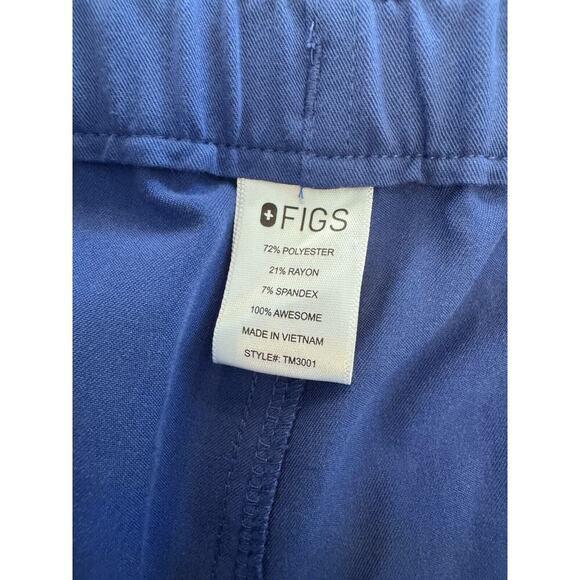 FIGS
72% POLYESTER
21% RAYON
7% SPANDEX
100% AWESOME
MADE IN VIETNAM
STYLE#: TM3001